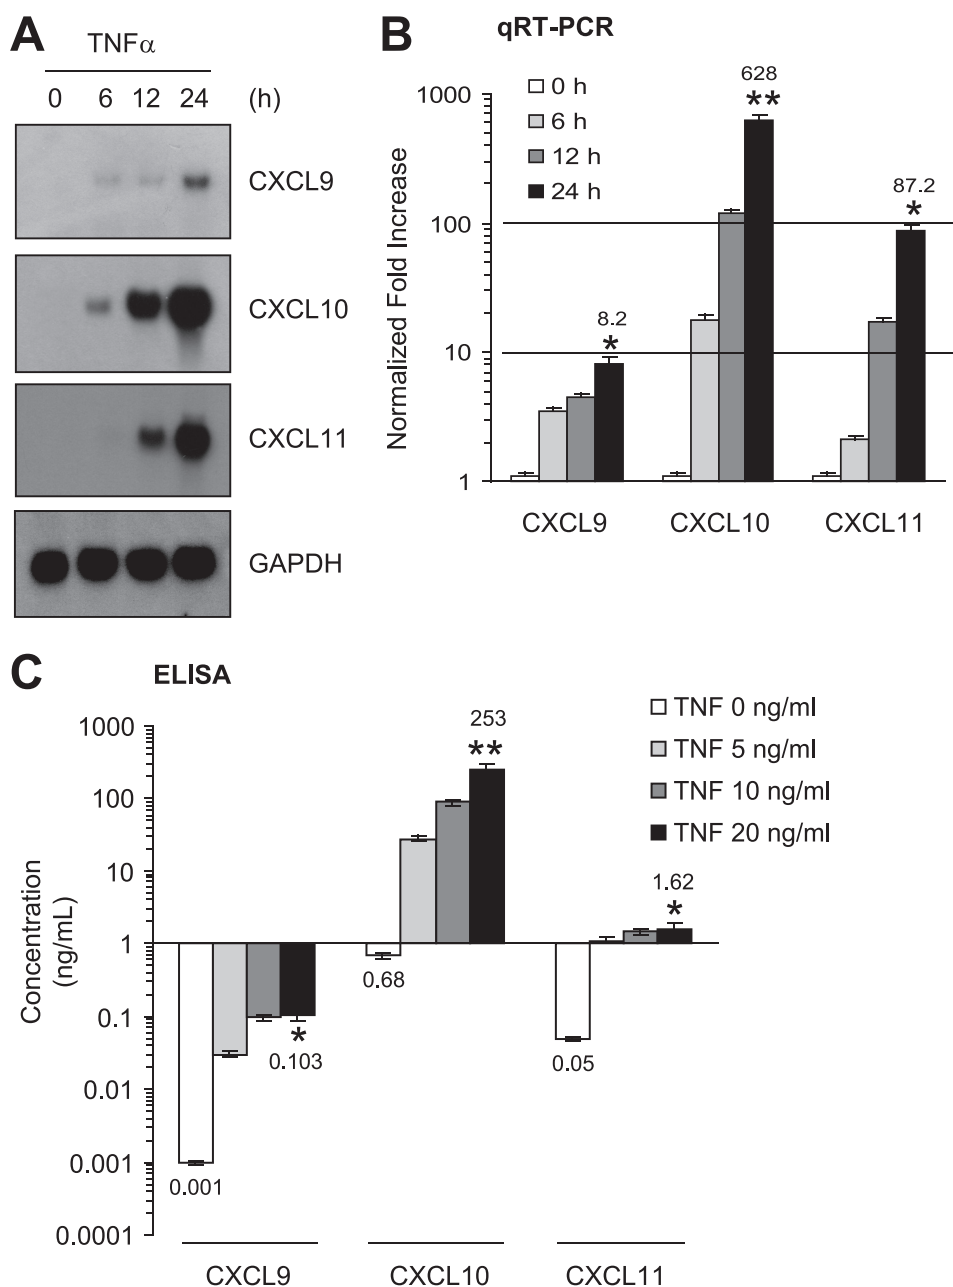 A
TNFα
0 6 12 24 (h)
CXCL9
CXCL10
CXCL11
GAPDH
B qRT-PCR
0 h
6 h
12 h
24 h
Normalized Fold Increase
1000
100
10
1
8.2
*
628
**
87.2
*
CXCL9 CXCL10 CXCL11
C ELISA
TNF 0 ng/ml
TNF 5 ng/ml
TNF 10 ng/ml
TNF 20 ng/ml
Concentration
(ng/mL)
1000
100
10
1
0.1
0.01
0.001
0.0001
0.001
*
0.103
0.68
253
**
0.05
1.62
*
CXCL9 CXCL10 CXCL11